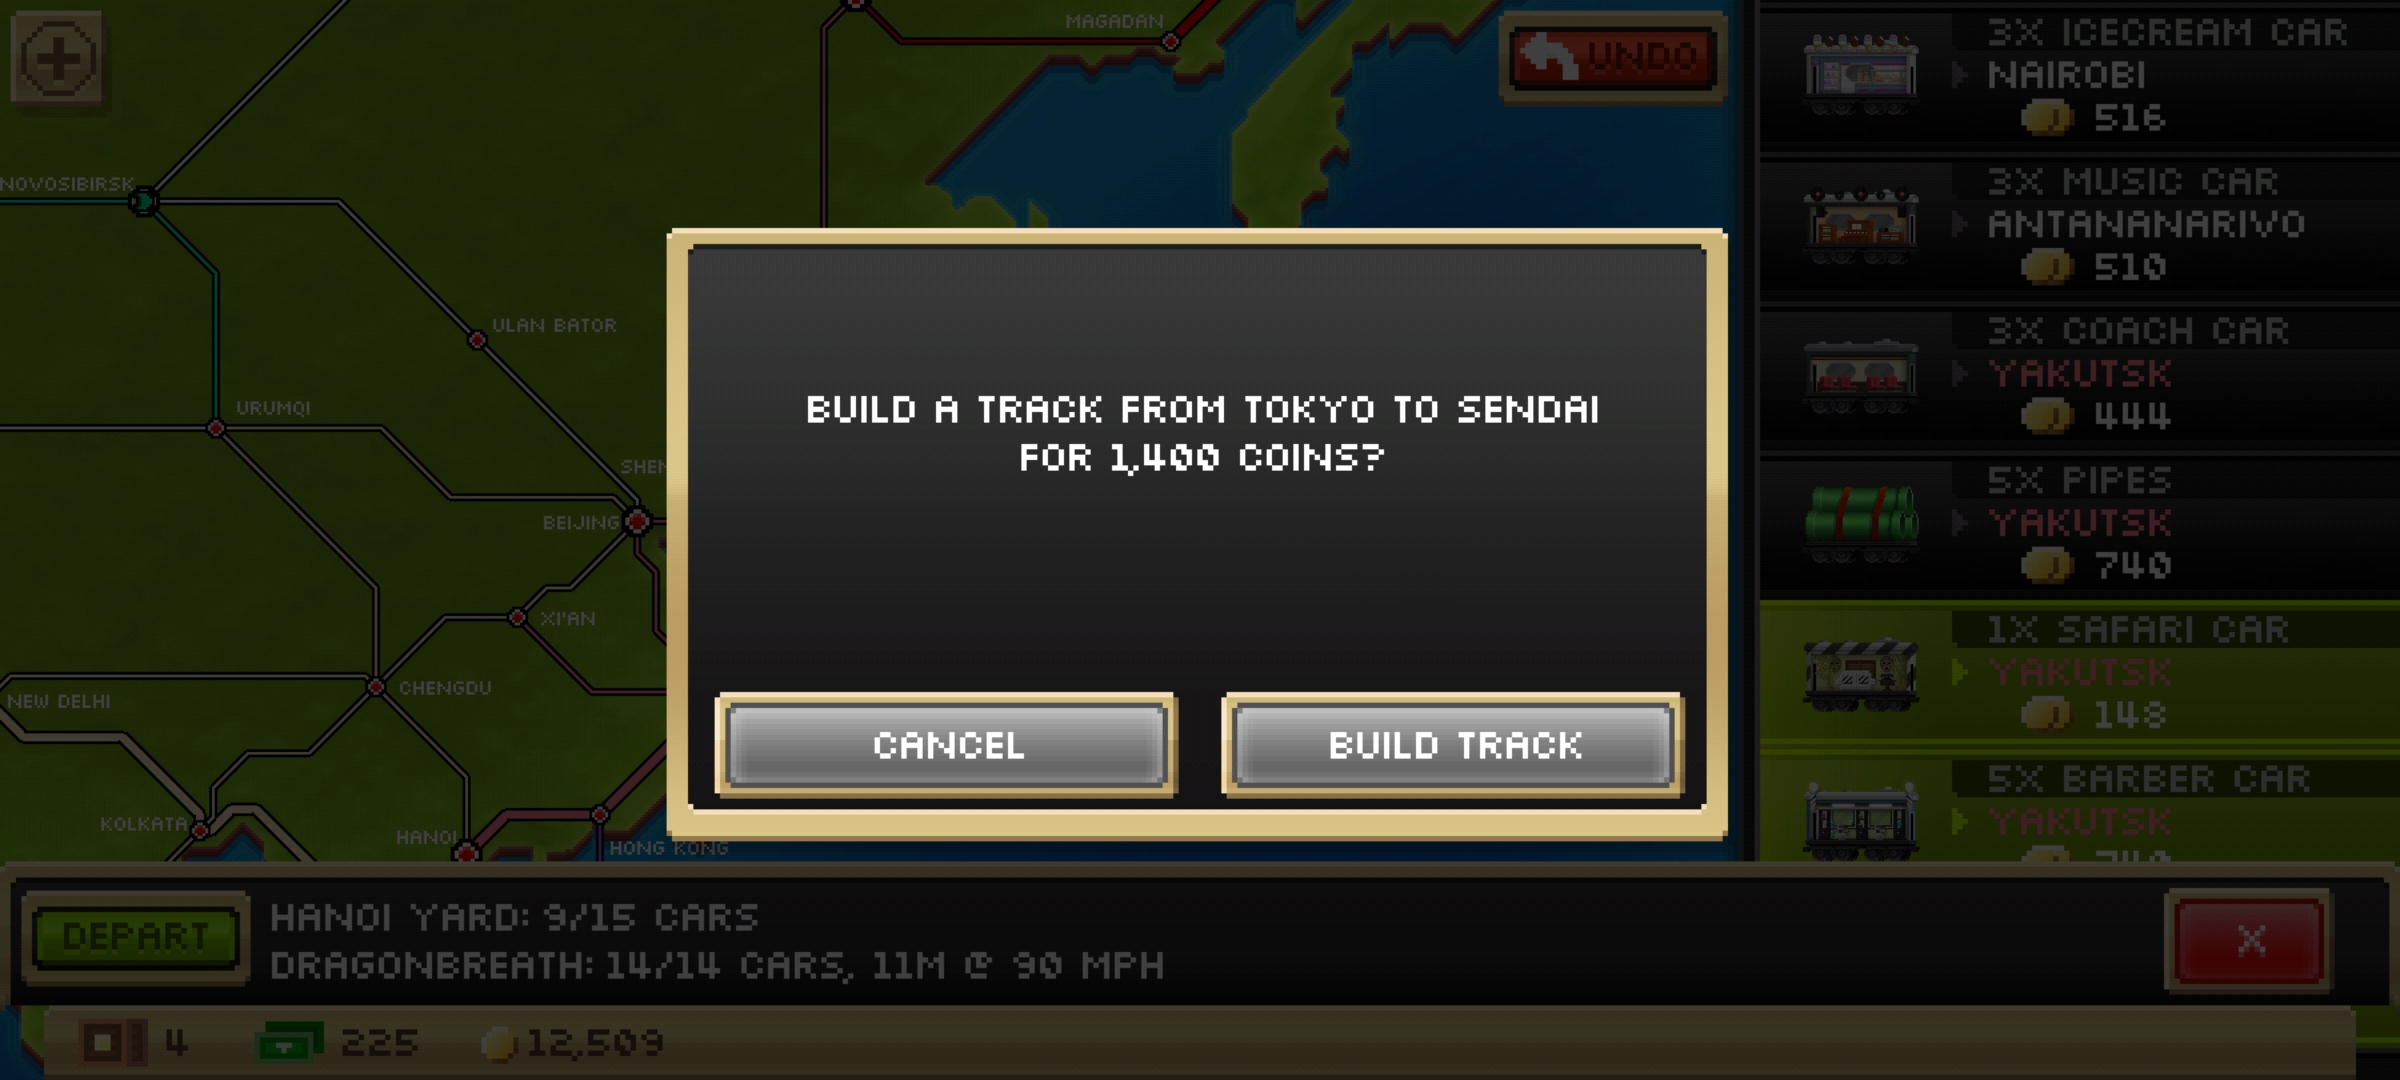 MAGADAN
UNDO
NOVOSIBIRSK
ULAN BATOR
URUMQI
BEIJING
XI'AN
CHENGDU
NEW DELHI
KOLKATA
HANOI
HONG KONG
BUILD A TRACK FROM TOKYO TO SENDAI
FOR 1,400 COINS?
CANCEL
BUILD TRACK
3X ICECREAM CAR
NAIROBI
516
3X MUSIC CAR
ANTANANARIVO
510
3X COACH CAR
YAKUTSK
444
5X PIPES
YAKUTSK
740
1X SAFARI CAR
YAKUTSK
148
5X BARBER CAR
YAKUTSK
740
DEPART
HANOI YARD: 9/15 CARS
DRAGONBREATH: 14/14 CARS, 11M @ 90 MPH
X
4
225
12,509